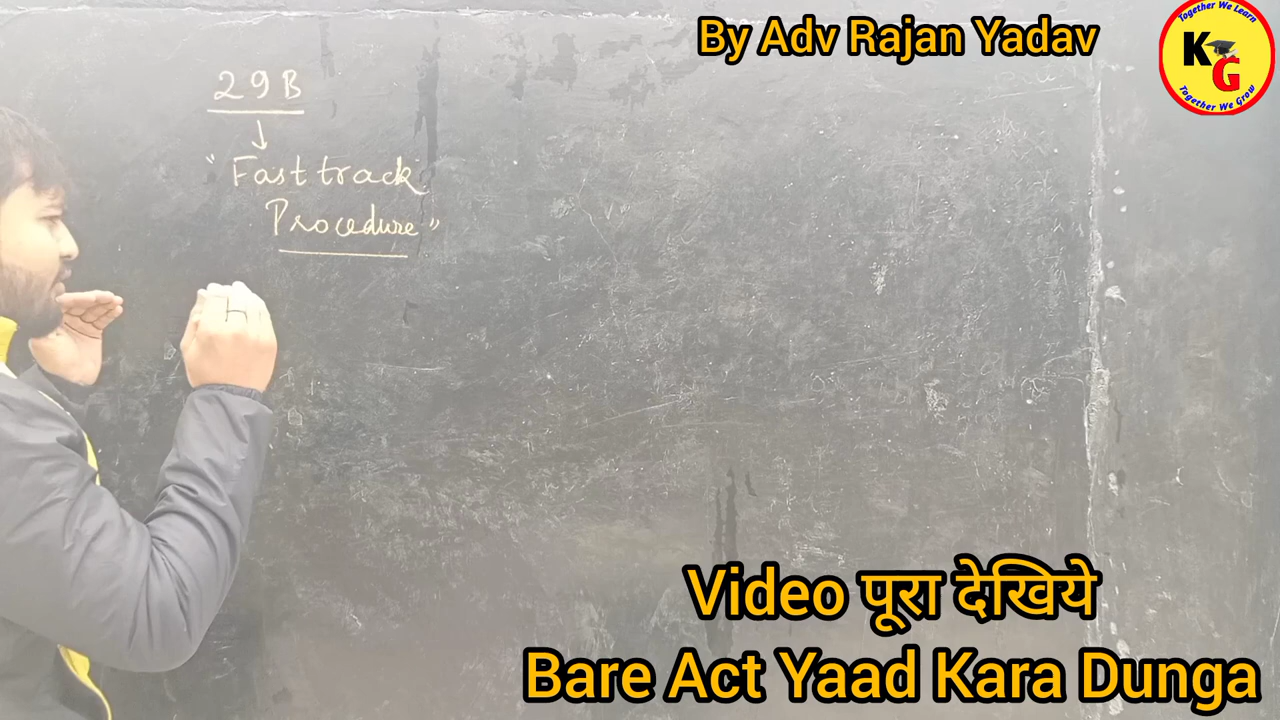 By Adv Rajan Yadav
Together We Learn
KG
Together We Grow
29B
"Fast track
Procedure"
Video पूरा देखिये
Bare Act Yaad Kara Dunga